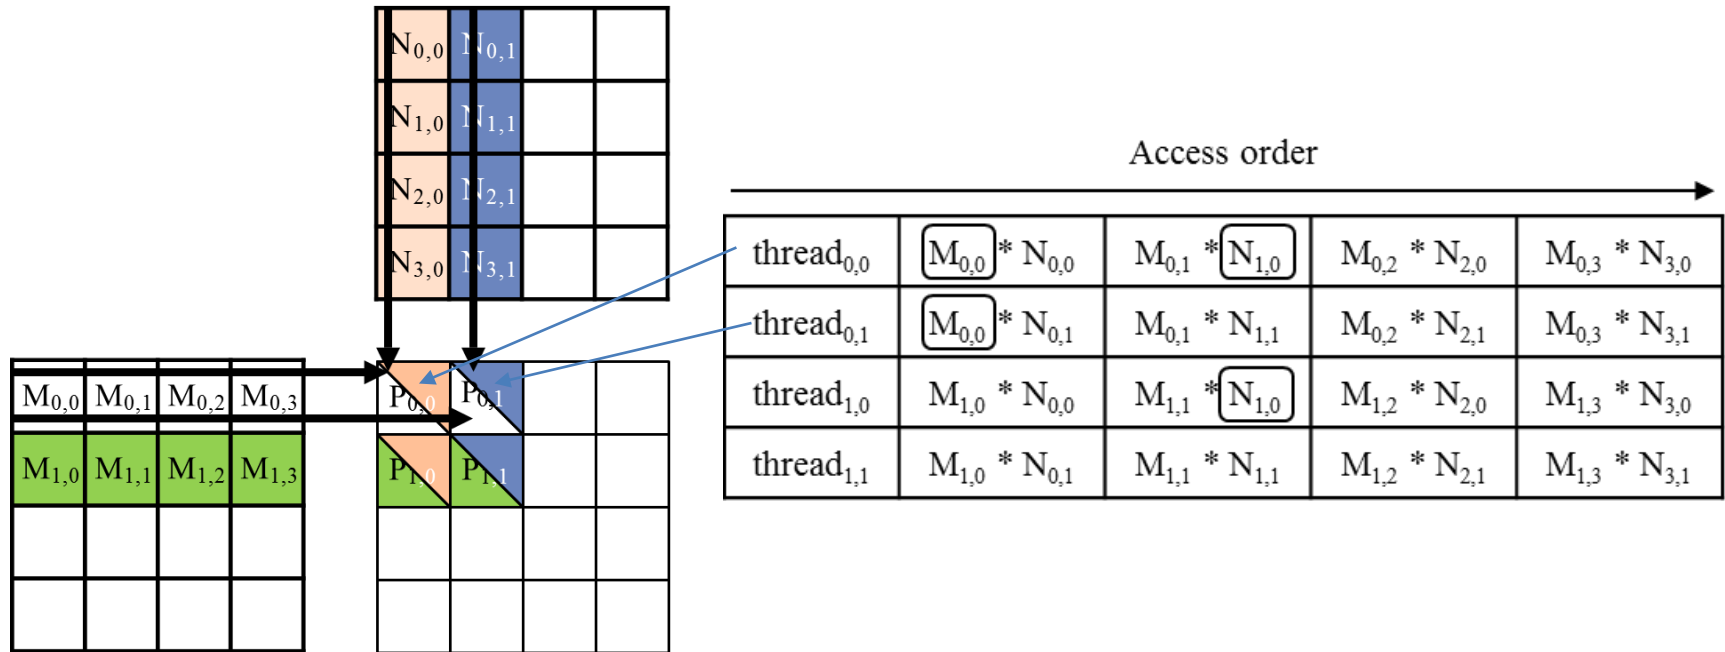 N0,0 N0,1
N1,0 N1,1
N2,0 N2,1
N3,0 N3,1
M0,0 M0,1 M0,2 M0,3
M1,0 M1,1 M1,2 M1,3
P0,0 P0,1
P1,0 P1,1
Access order
thread0,0 M0,0 * N0,0 M0,1 * N1,0 M0,2 * N2,0 M0,3 * N3,0
thread0,1 M0,0 * N0,1 M0,1 * N1,1 M0,2 * N2,1 M0,3 * N3,1
thread1,0 M1,0 * N0,0 M1,1 * N1,0 M1,2 * N2,0 M1,3 * N3,0
thread1,1 M1,0 * N0,1 M1,1 * N1,1 M1,2 * N2,1 M1,3 * N3,1